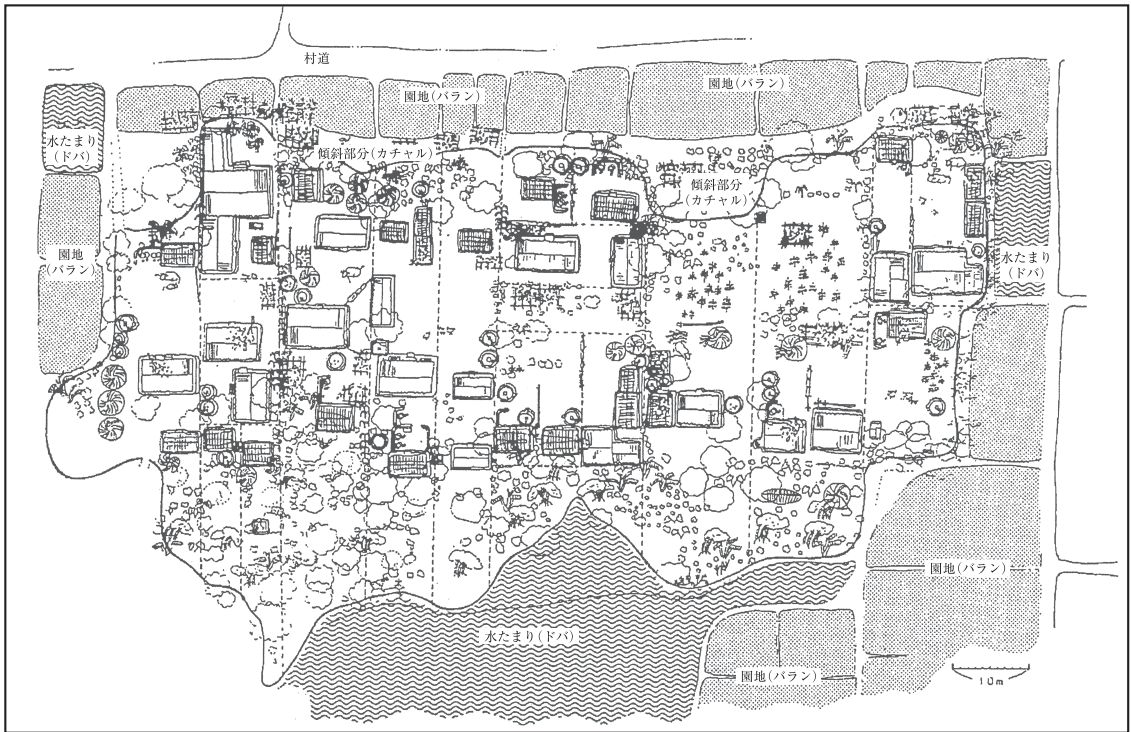 村道
園地(バラン)
園地(バラン)
水たまり
(ドバ)
傾斜部分(カチャル)
傾斜部分
(カチャル)
園地
(バラン)
水たまり
(ドバ)
園地(バラン)
水たまり(ドバ)
園地(バラン)
10m